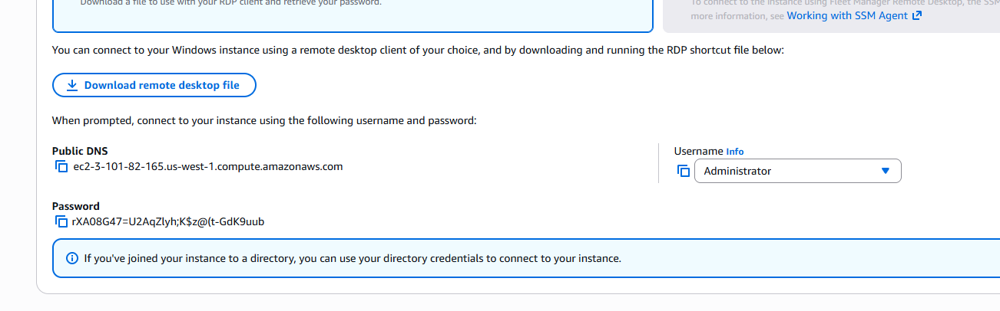 Download a file to use with your RDP client and retrieve your password.
To connect to the instance using Fleet Manager Remote Desktop, the SSM
more information, see Working with SSM Agent
You can connect to your Windows instance using a remote desktop client of your choice, and by downloading and running the RDP shortcut file below:
Download remote desktop file
When prompted, connect to your instance using the following username and password:
Public DNS
ec2-3-101-82-165.us-west-1.compute.amazonaws.com
Username Info
Administrator
Password
rXA08G47=U2AqZlyh;K$z@(t-GdK9uub
If you've joined your instance to a directory, you can use your directory credentials to connect to your instance.